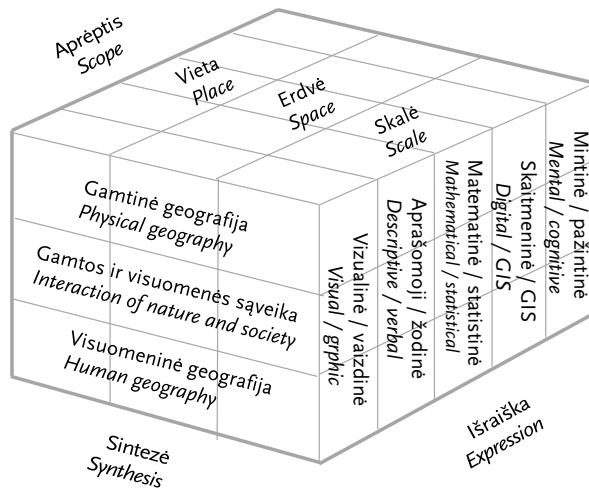 Aprėptis
Scope
Vieta
Place
Erdvė
Space
Skalė
Scale
Gamtinė geografija
Physical geography
Gamtos ir visuomenės sąveika
Interaction of nature and society
Visuomeninė geografija
Human geography
Vizualinė / vaizdinė
Visual / grphic
Aprašomoji / žodinė
Descriptive / verbal
Matematinė / statistinė
Mathematical / statistical
Skaitmeninė / GIS
Digital / GIS
Mintinė / pažintinė
Mental / cognitive
Sintezė
Synthesis
Išraiška
Expression